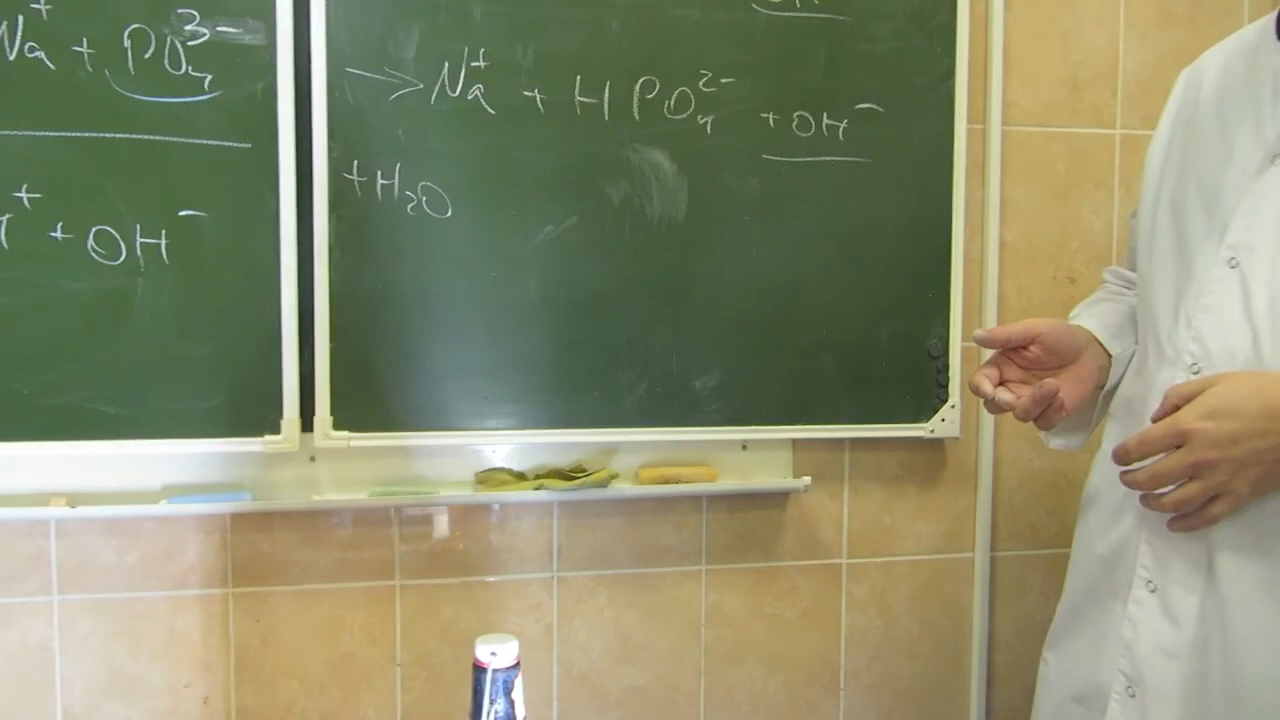 Na⁺ + PO₄³⁻
⁺ + OH⁻
→ Na⁺ + HPO₄²⁻ + OH⁻
+ H₂O